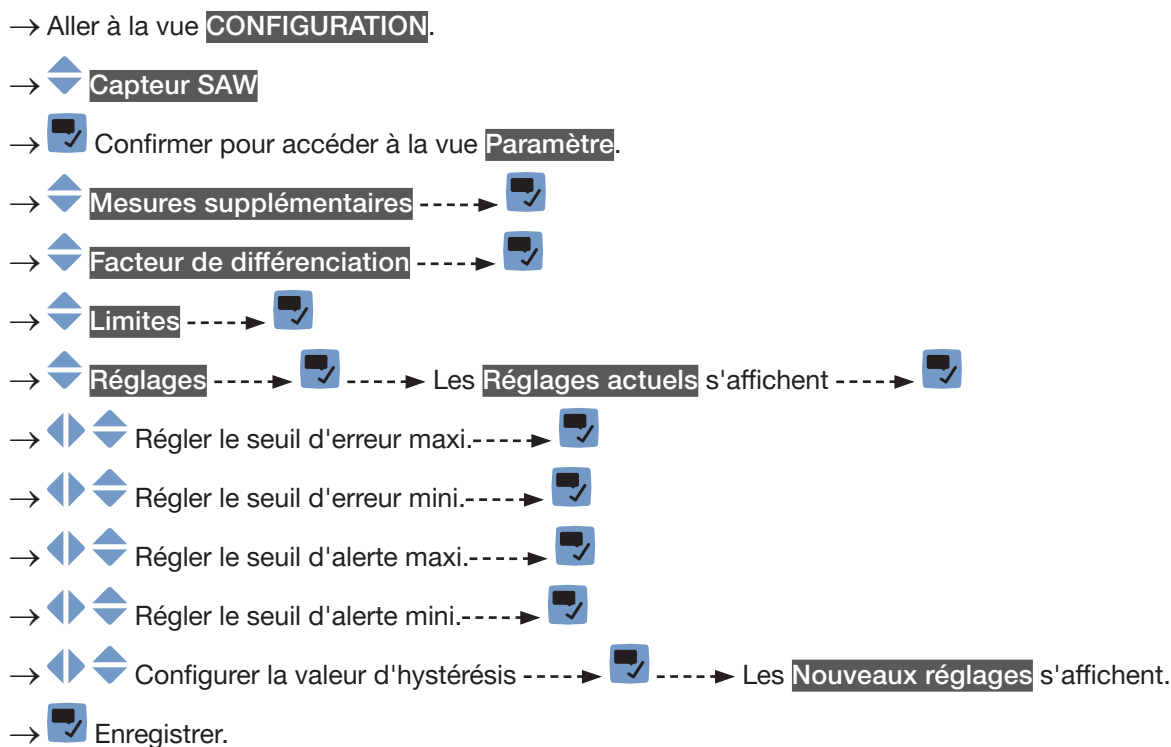 → Aller à la vue CONFIGURATION.
→ Capteur SAW
→ Confirmer pour accéder à la vue Paramètre.
→ Mesures supplémentaires
→ Facteur de différenciation
→ Limites
→ Réglages Les Réglages actuels s'affichent
→ Régler le seuil d'erreur maxi.
→ Régler le seuil d'erreur mini.
→ Régler le seuil d'alerte maxi.
→ Régler le seuil d'alerte mini.
→ Configurer la valeur d'hystérésis Les Nouveaux réglages s'affichent.
→ Enregistrer.